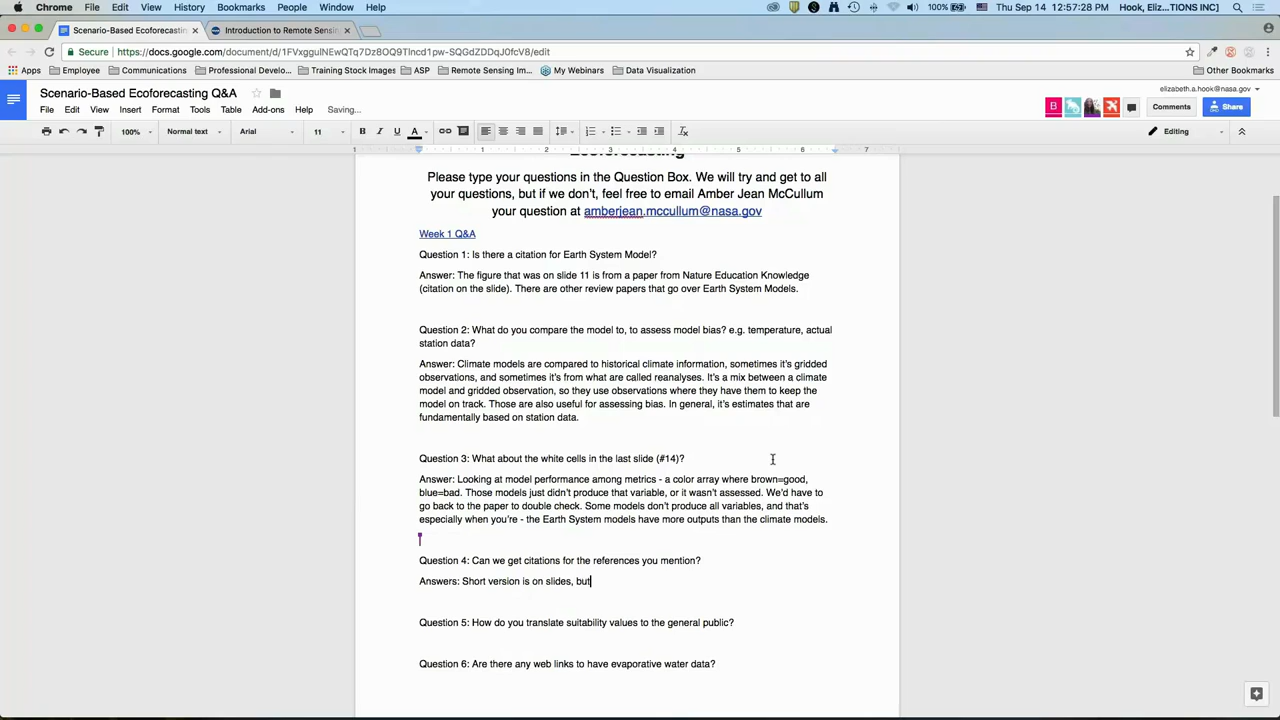 Chrome File Edit View History Bookmarks People Window Help 100% Thu Sep 14 12:57:28 PM Hook, Eliz...TIONS INC]
Scenario-Based Ecoforecasting × Introduction to Remote Sensin ×
Secure https://docs.google.com/document/d/1FVxggulNEwQTq7Dz8OQ9TIncd1pw-SQGdZDDqJ0fcV8/edit
Apps Employee Communications Professional Develo... Training Stock Images ASP Remote Sensing Im... My Webinars Data Visualization Other Bookmarks
Scenario-Based Ecoforecasting Q&A elizabeth.a.hook@nasa.gov
File Edit View Insert Format Tools Table Add-ons Help Saving... B Comments Share
100% Normal text Arial 11 B I U A Editing
1 1 2 3 4 5 6 7
Ecoforecasting
Please type your questions in the Question Box. We will try and get to all
your questions, but if we don't, feel free to email Amber Jean McCullum
your question at amberjean.mccullum@nasa.gov
Week 1 Q&A
Question 1: Is there a citation for Earth System Model?
Answer: The figure that was on slide 11 is from a paper from Nature Education Knowledge
(citation on the slide). There are other review papers that go over Earth System Models.
Question 2: What do you compare the model to, to assess model bias? e.g. temperature, actual
station data?
Answer: Climate models are compared to historical climate information, sometimes it's gridded
observations, and sometimes it's from what are called reanalyses. It's a mix between a climate
model and gridded observation, so they use observations where they have them to keep the
model on track. Those are also useful for assessing bias. In general, it's estimates that are
fundamentally based on station data.
Question 3: What about the white cells in the last slide (#14)?
Answer: Looking at model performance among metrics - a color array where brown=good,
blue=bad. Those models just didn't produce that variable, or it wasn't assessed. We'd have to
go back to the paper to double check. Some models don't produce all variables, and that's
especially when you're - the Earth System models have more outputs than the climate models.
Question 4: Can we get citations for the references you mention?
Answers: Short version is on slides, but
Question 5: How do you translate suitability values to the general public?
Question 6: Are there any web links to have evaporative water data?